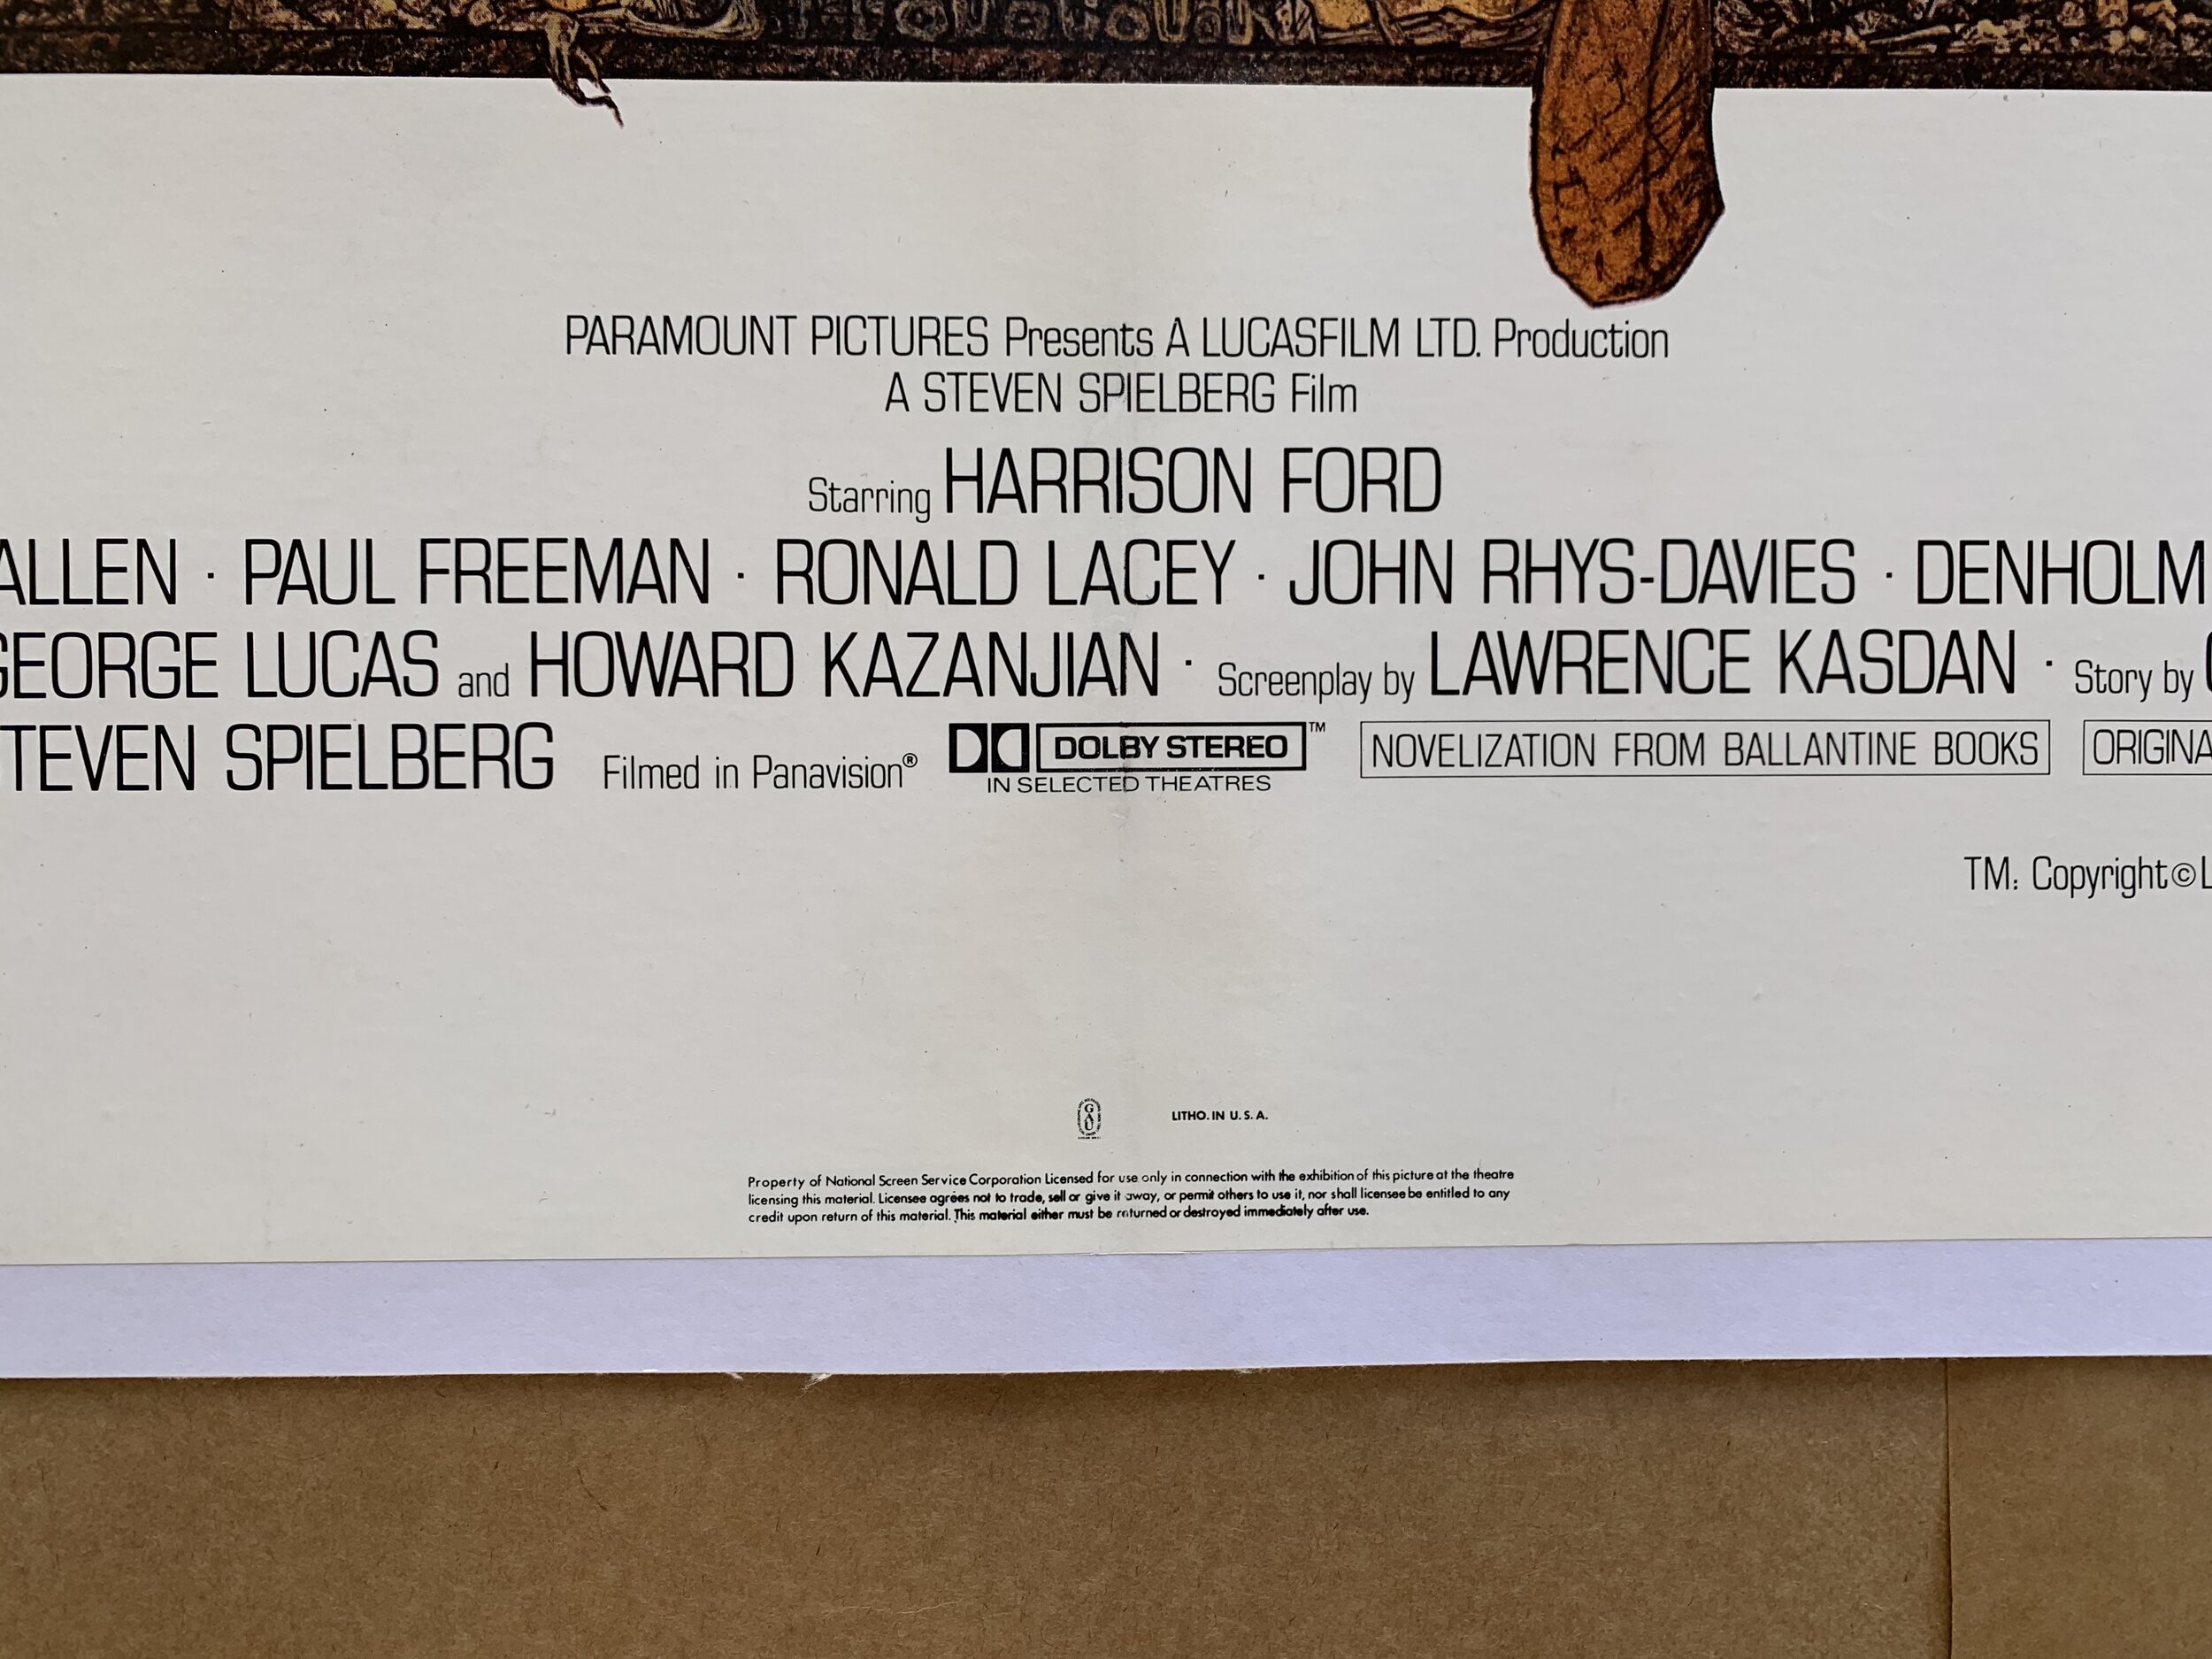 PARAMOUNT PICTURES Presents A LUCASFILM LTD. Production
A STEVEN SPIELBERG Film
Starring HARRISON FORD
ALLEN · PAUL FREEMAN · RONALD LACEY · JOHN RHYS-DAVIES · DENHOLM
GEORGE LUCAS and HOWARD KAZANJIAN · Screenplay by LAWRENCE KASDAN · Story by
TEVEN SPIELBERG Filmed in Panavision® DOLBY STEREO ™ NOVELIZATION FROM BALLANTINE BOOKS ORIGINA
IN SELECTED THEATRES
TM: Copyright © L
GAU LITHO. IN U. S. A.
Property of National Screen Service Corporation Licensed for use only in connection with the exhibition of this picture at the theatre
licensing this material. Licensee agrees not to trade, sell or give it away, or permit others to use it, nor shall licensee be entitled to any
credit upon return of this material. This material either must be returned or destroyed immediately after use.